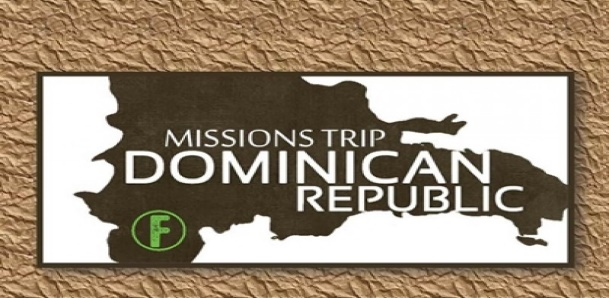 MISSIONS TRIP
DOMINICAN
REPUBLIC
F